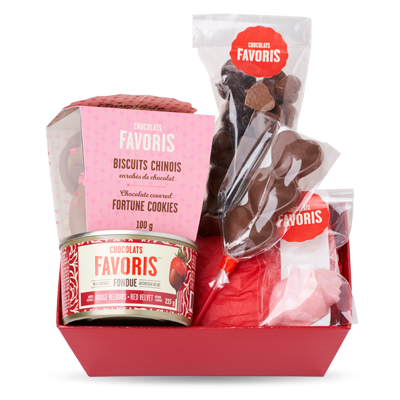 CHOCOLATS
FAVORIS
CHOCOLATS
FAVORIS
BISCUITS CHINOIS
enrobés de chocolat
Chocolate covered
FORTUNE COOKIES
100 g
CHOCOLATS
FAVORIS
CHOCOLATS
FAVORIS
FONDUE
ROUGE VELOURS • RED VELVET
225 g